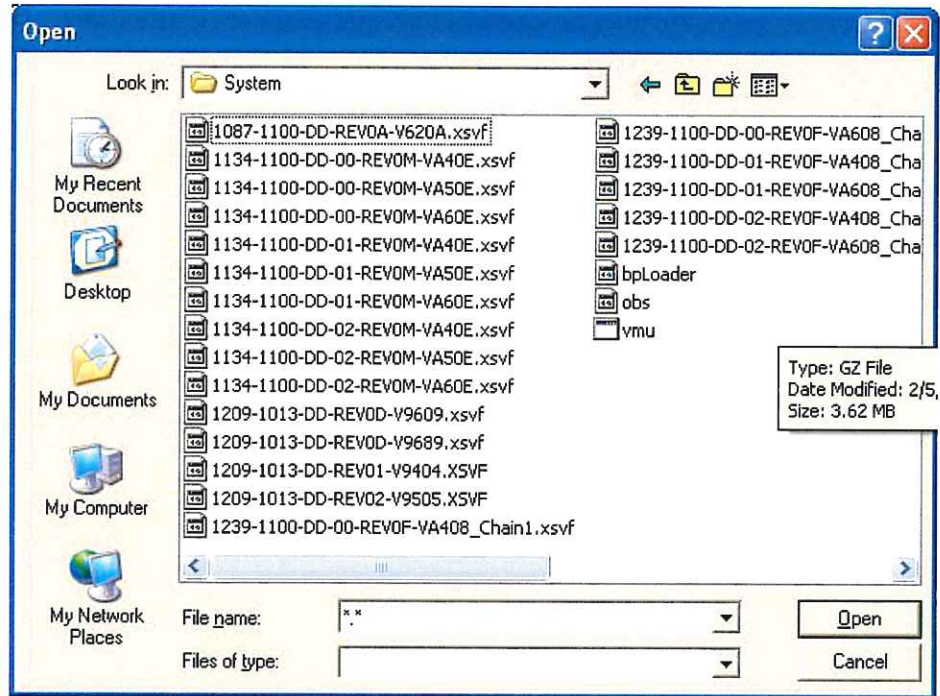 Open
Look in:
System
My Recent
Documents
Desktop
My Documents
My Computer
My Network
Places
1087-1100-DD-REV0A-V620A.xsvf
1134-1100-DD-00-REV0M-VA40E.xsvf
1134-1100-DD-00-REV0M-VA50E.xsvf
1134-1100-DD-00-REV0M-VA60E.xsvf
1134-1100-DD-01-REV0M-VA40E.xsvf
1134-1100-DD-01-REV0M-VA50E.xsvf
1134-1100-DD-01-REV0M-VA60E.xsvf
1134-1100-DD-02-REV0M-VA40E.xsvf
1134-1100-DD-02-REV0M-VA50E.xsvf
1134-1100-DD-02-REV0M-VA60E.xsvf
1209-1013-DD-REV0D-V9609.xsvf
1209-1013-DD-REV0D-V9689.xsvf
1209-1013-DD-REV01-V9404.XSVF
1209-1013-DD-REV02-V9505.XSVF
1239-1100-DD-00-REV0F-VA408_Chain1.xsvf
1239-1100-DD-00-REV0F-VA608_Cha
1239-1100-DD-01-REV0F-VA408_Cha
1239-1100-DD-01-REV0F-VA608_Cha
1239-1100-DD-02-REV0F-VA408_Cha
1239-1100-DD-02-REV0F-VA608_Cha
bpLoader
obs
vmu
Type: GZ File
Date Modified: 2/5,
Size: 3.62 MB
File name:
*.*
Open
Files of type:
Cancel